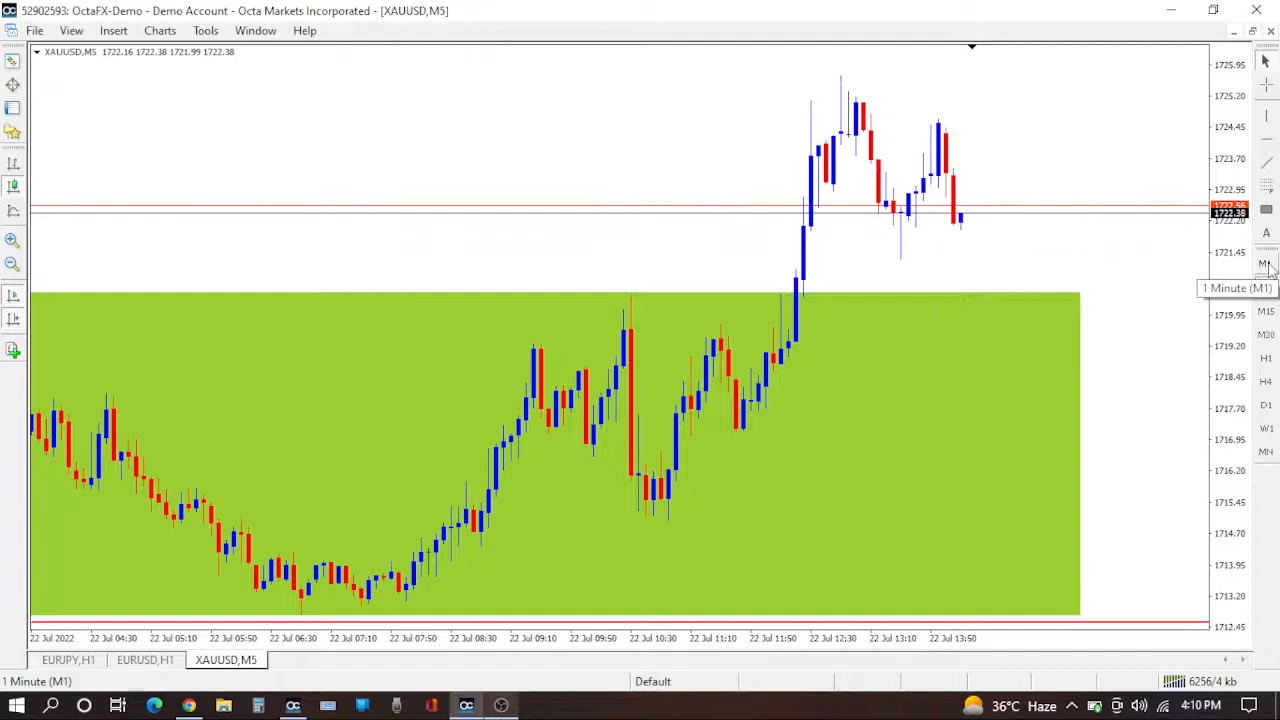 52902593: OctaFX-Demo - Demo Account - Octa Markets Incorporated - [XAUUSD,M5]
File View Insert Charts Tools Options Window Help
XAUUSD,M5 1722.16 1722.38 1721.99 1722.38
1725.95
1725.20
1724.45
1723.70
1722.95
1722.56
1722.38
1722.20
1721.45
1719.95
1719.20
1718.45
1717.70
1716.95
1716.20
1715.45
1714.70
1713.95
1713.20
1712.45
A
1 Minute (M1)
M15
M30
H1
H4
D1
W1
MN
22 Jul 2022 22 Jul 04:30 22 Jul 05:10 22 Jul 05:50 22 Jul 06:30 22 Jul 07:10 22 Jul 07:50 22 Jul 08:30 22 Jul 09:10 22 Jul 09:50 22 Jul 10:30 22 Jul 11:10 22 Jul 11:50 22 Jul 12:30 22 Jul 13:10 22 Jul 13:50
EURJPY,H1 EURUSD,H1 XAUUSD,M5
1 Minute (M1) Default 6256/4 kb
36°C Haze 4:10 PM